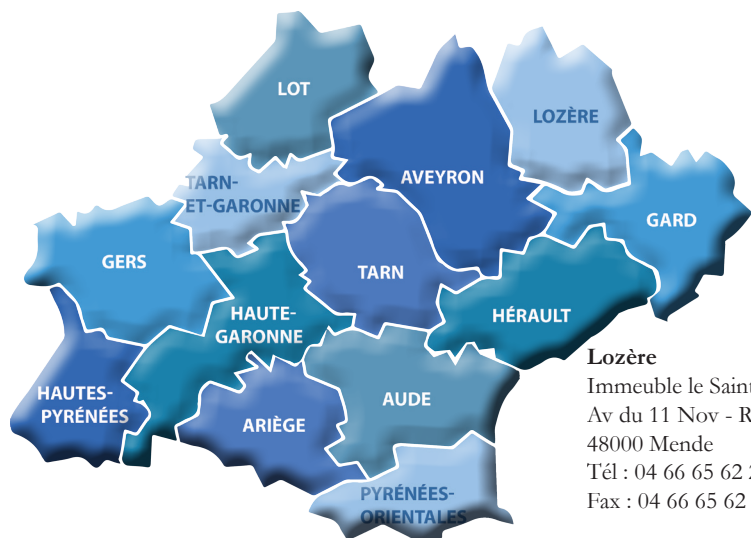 LOT
LOZÈRE
AVEYRON
TARN-
ET-GARONNE
GARD
GERS
TARN
HAUTE-
GARONNE
HÉRAULT
HAUTES-
PYRÉNÉES
ARIÈGE
AUDE
PYRÉNÉES-
ORIENTALES
Lozère
Immeuble le Saint
Av du 11 Nov - R
48000 Mende
Tél : 04 66 65 62
Fax : 04 66 65 62